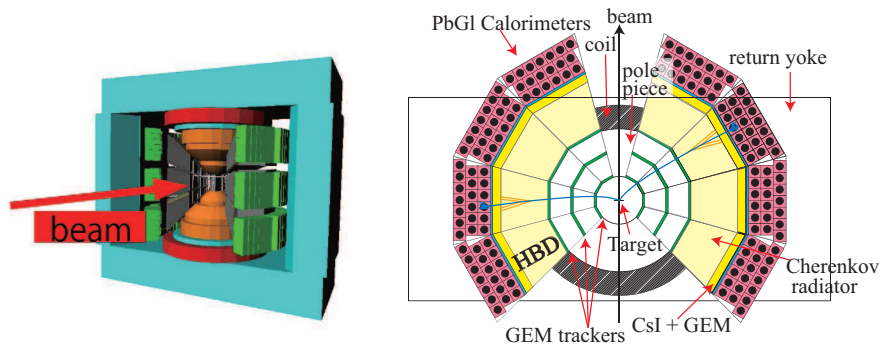 beam
PbGl Calorimeters
beam
coil
pole
piece
return yoke
Target
HBD
Cherenkov
radiator
CsI + GEM
GEM trackers